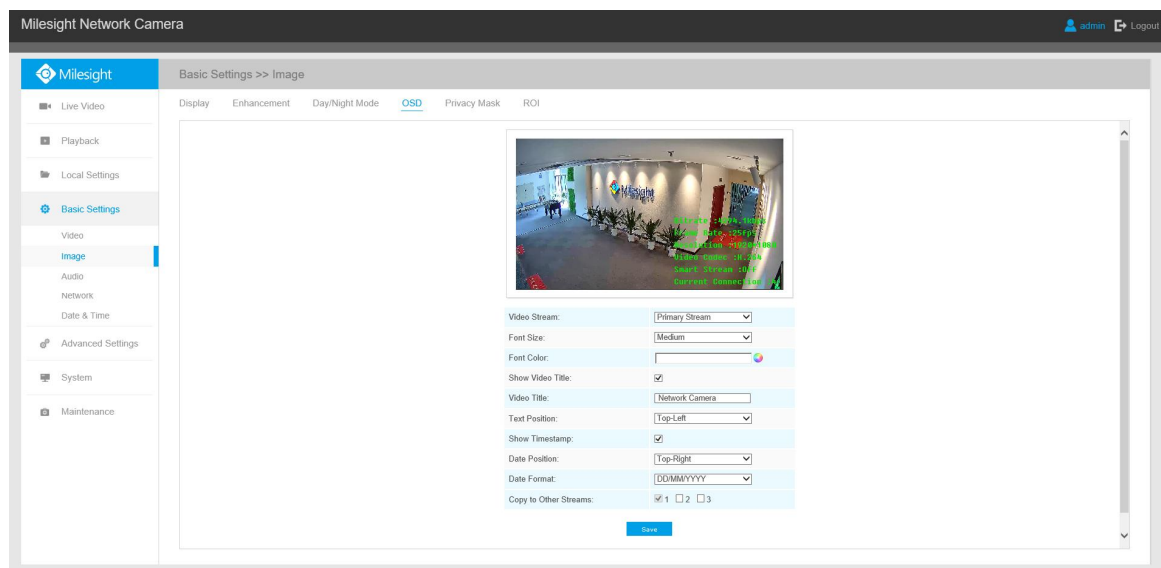 Milesight Network Camera
admin Logout
Milesight
Basic Settings >> Image
Live Video
Playback
Local Settings
Basic Settings
Video
Image
Audio
Network
Date & Time
Advanced Settings
System
Maintenance
Display Enhancement Day/Night Mode OSD Privacy Mask ROI
Milesight
Video Codec :H.264
Smart Stream :Off
Current Connection
Video Stream: Primary Stream
Font Size: Medium
Font Color:
Show Video Title:
Video Title: Network Camera
Text Position: Top-Left
Show Timestamp:
Date Position: Top-Right
Date Format: DD/MM/YYYY
Copy to Other Streams: 1 2 3
Save